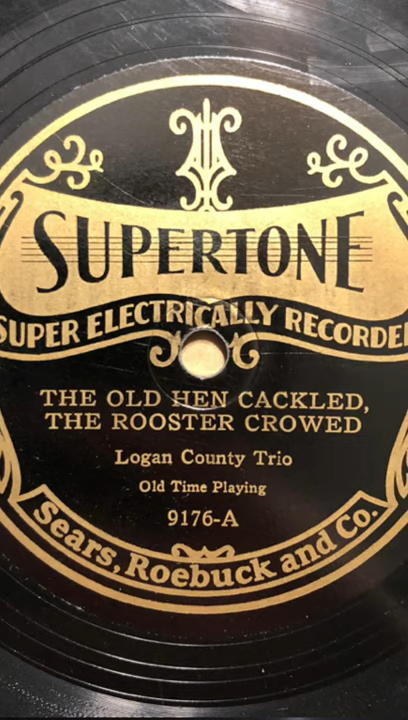 SUPERTONE
SUPER ELECTRICALLY RECORDED
THE OLD HEN CACKLED,
THE ROOSTER CROWED
Logan County Trio
Old Time Playing
9176-A
Sears, Roebuck and Co.